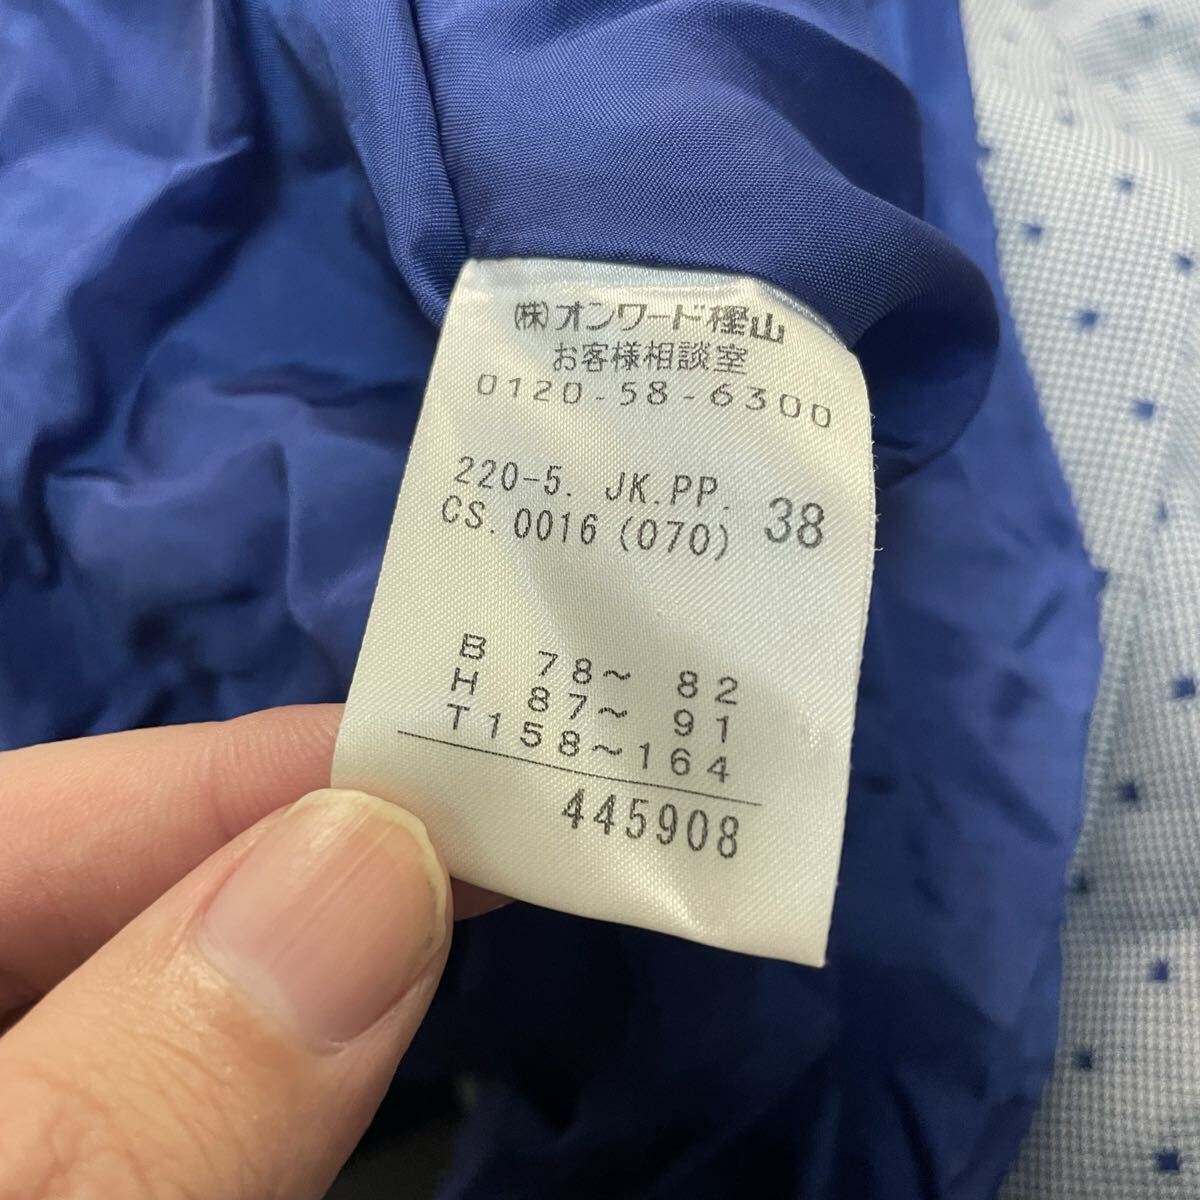 ㈱オンワード樫山
お客様相談室
0120-58-6300
220-5. JK.PP. 38
CS.0016(070)
B 78〜 82
H 87〜 91
T158〜164
445908